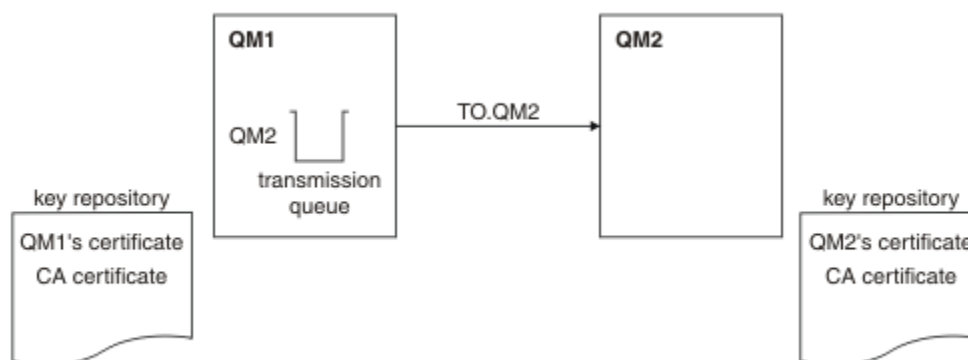 QM1
QM2
TO.QM2
QM2
transmission
queue
key repository
QM1's certificate
CA certificate
key repository
QM2's certificate
CA certificate